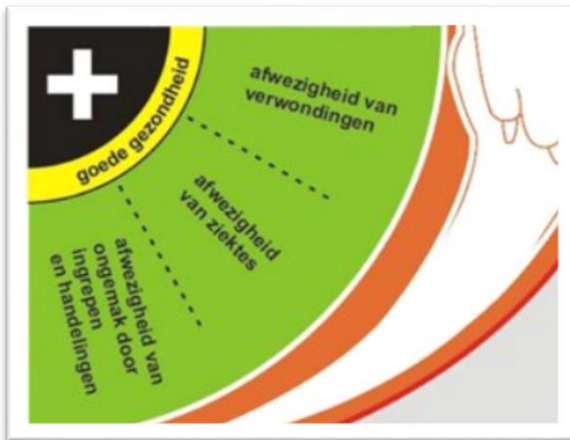 goede gezondheid
afwezigheid van
verwondingen
afwezigheid
van ziektes
afwezigheid van
ongemak door
ingrepen
en handelingen